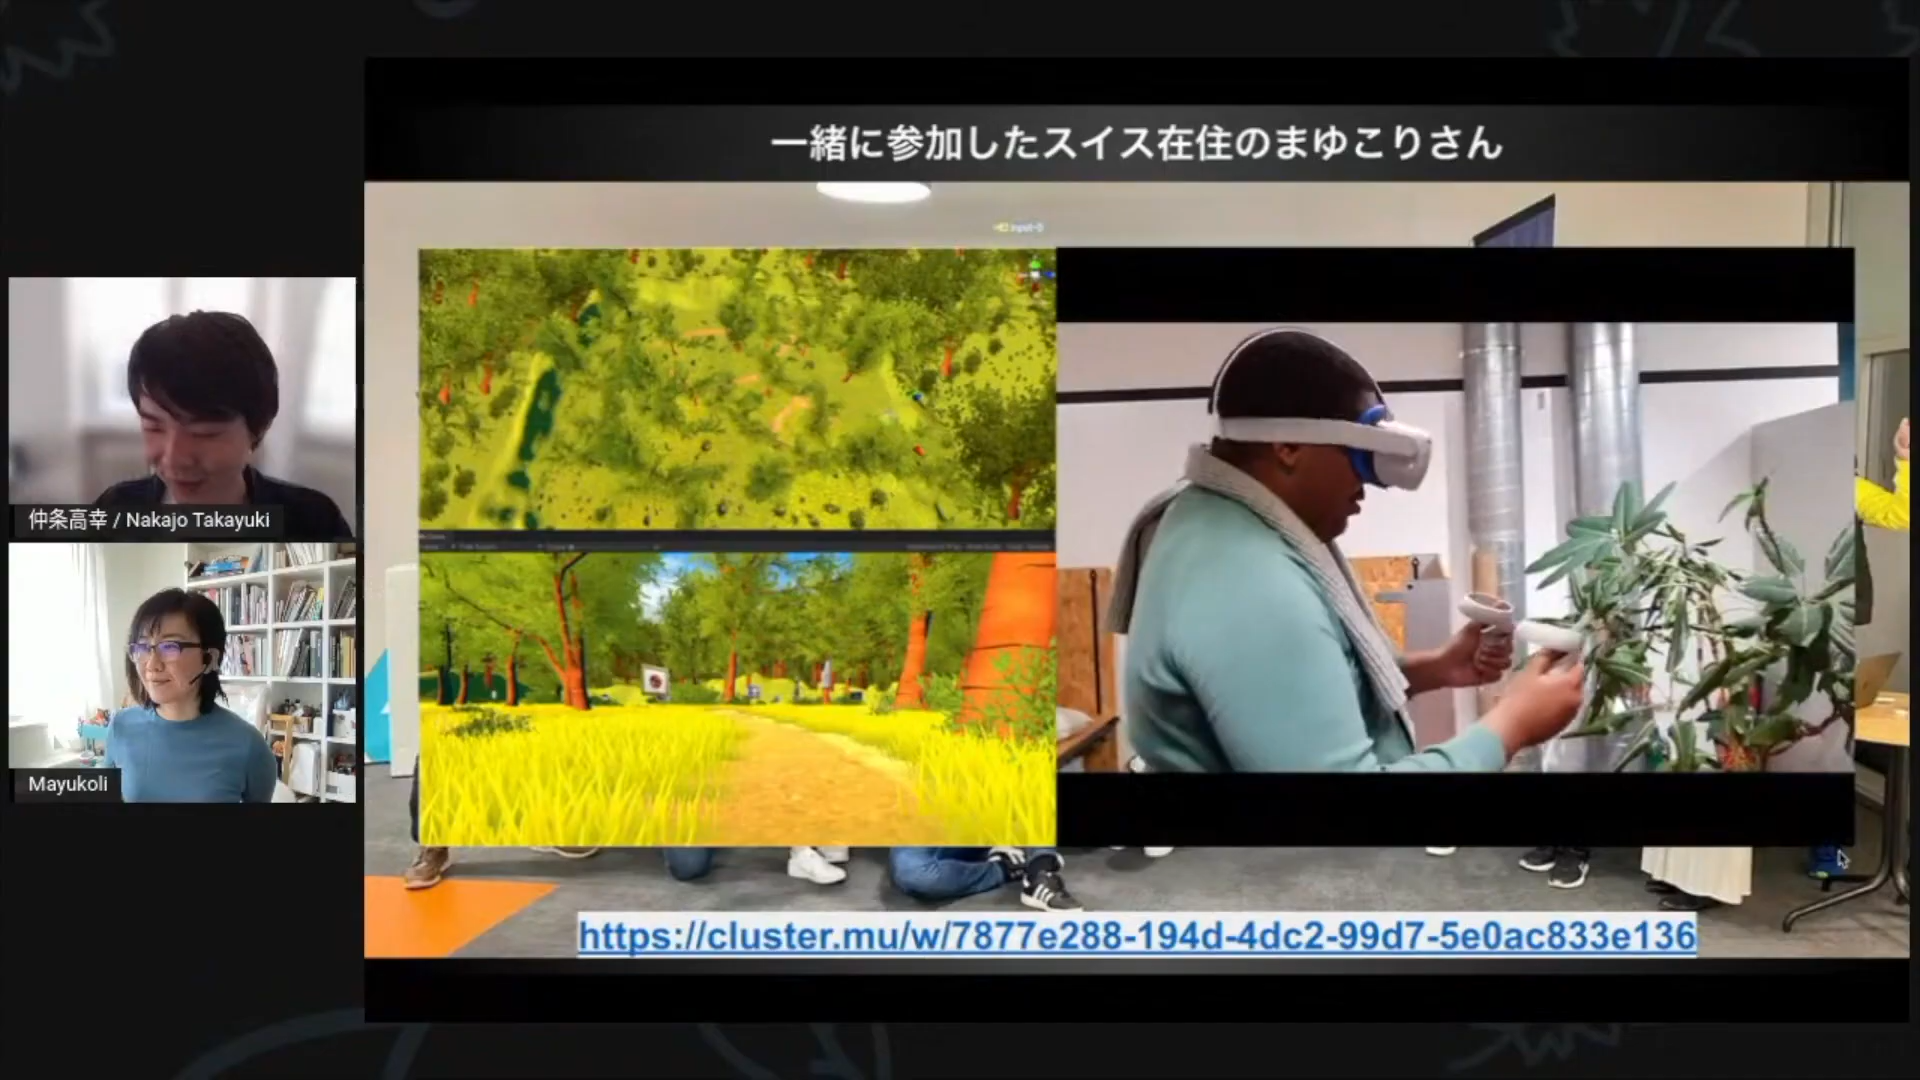 一緒に参加したスイス在住のまゆこりさん
仲条高幸 / Nakajo Takayuki
Mayukoli
https://cluster.mu/w/7877e288-194d-4dc2-99d7-5e0ac833e136